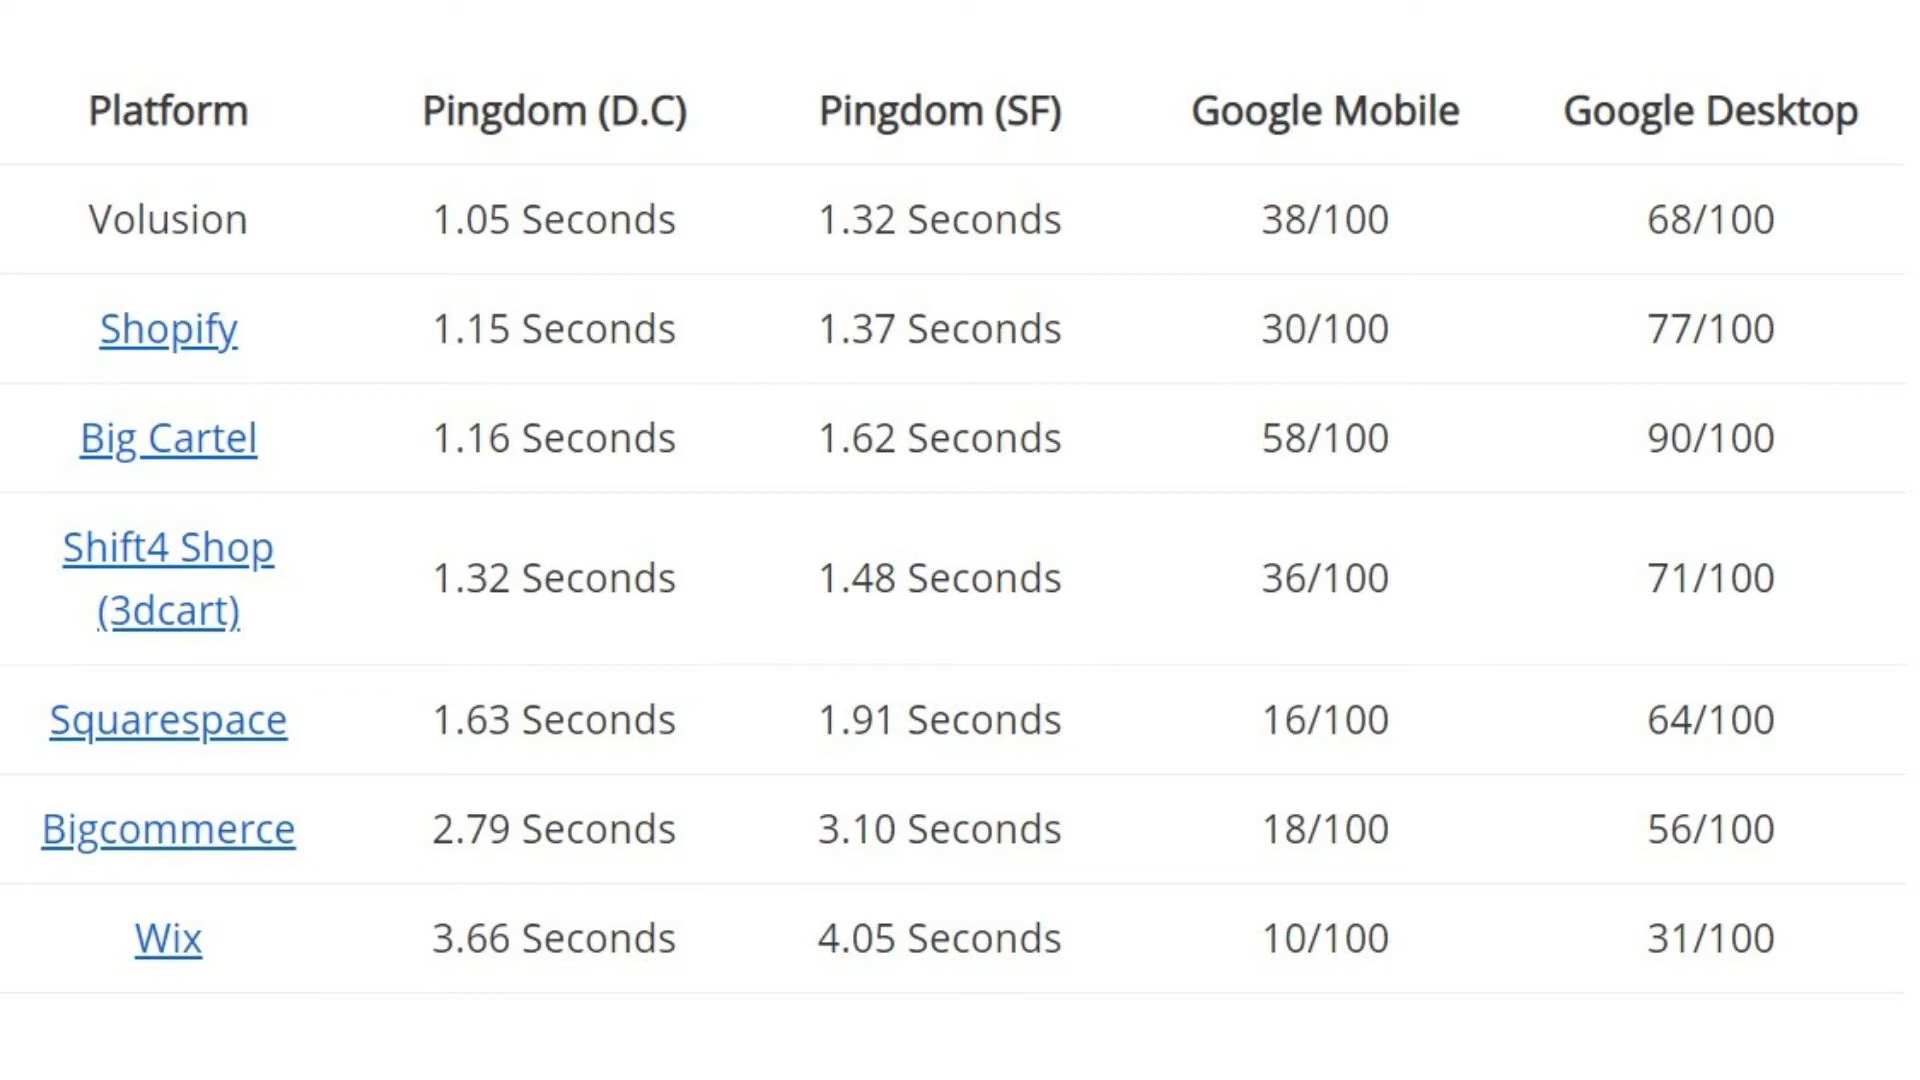 Platform Pingdom (D.C) Pingdom (SF) Google Mobile Google Desktop
Volusion 1.05 Seconds 1.32 Seconds 38/100 68/100
Shopify 1.15 Seconds 1.37 Seconds 30/100 77/100
Big Cartel 1.16 Seconds 1.62 Seconds 58/100 90/100
Shift4 Shop
(3dcart) 1.32 Seconds 1.48 Seconds 36/100 71/100
Squarespace 1.63 Seconds 1.91 Seconds 16/100 64/100
Bigcommerce 2.79 Seconds 3.10 Seconds 18/100 56/100
Wix 3.66 Seconds 4.05 Seconds 10/100 31/100